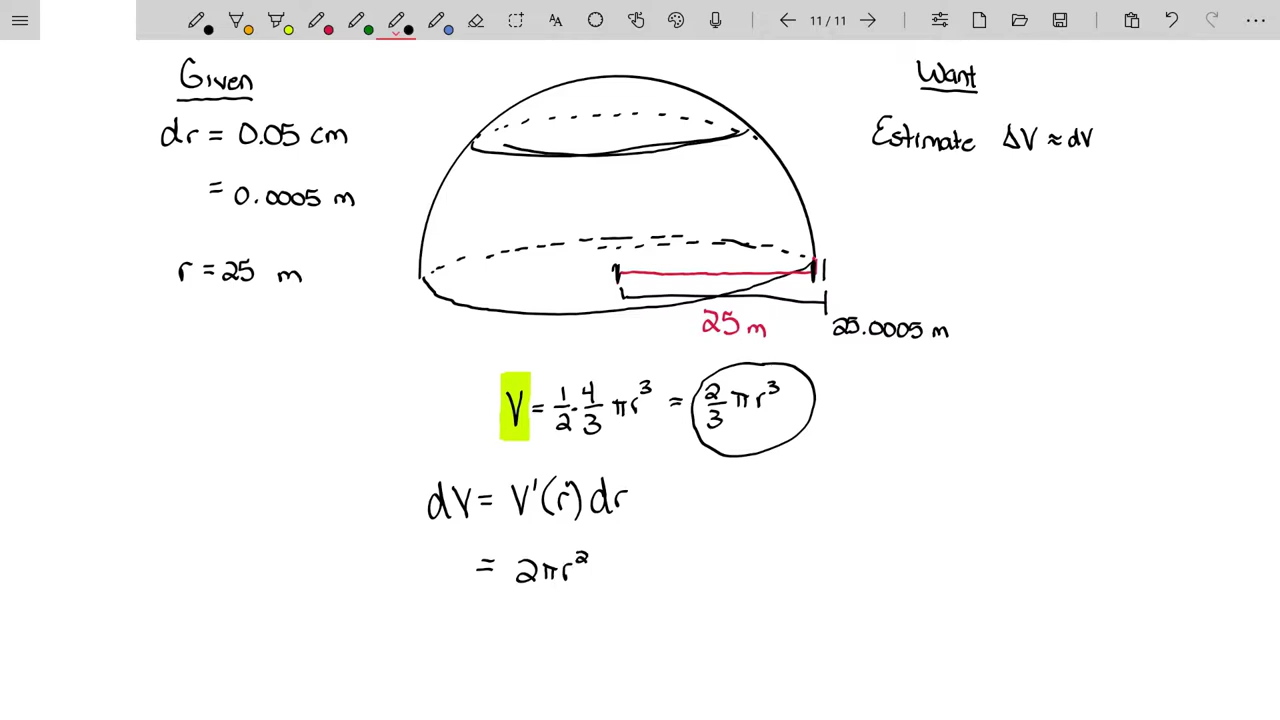 11 / 11
Given
dr = 0.05 cm
= 0.0005 m
r = 25 m
Want
Estimate ΔV ≈ dV
25 m
25.0005 m
V = 1/2 · 4/3 πr³ = 2/3 πr³
dV = V'(r) dr
= 2πr²